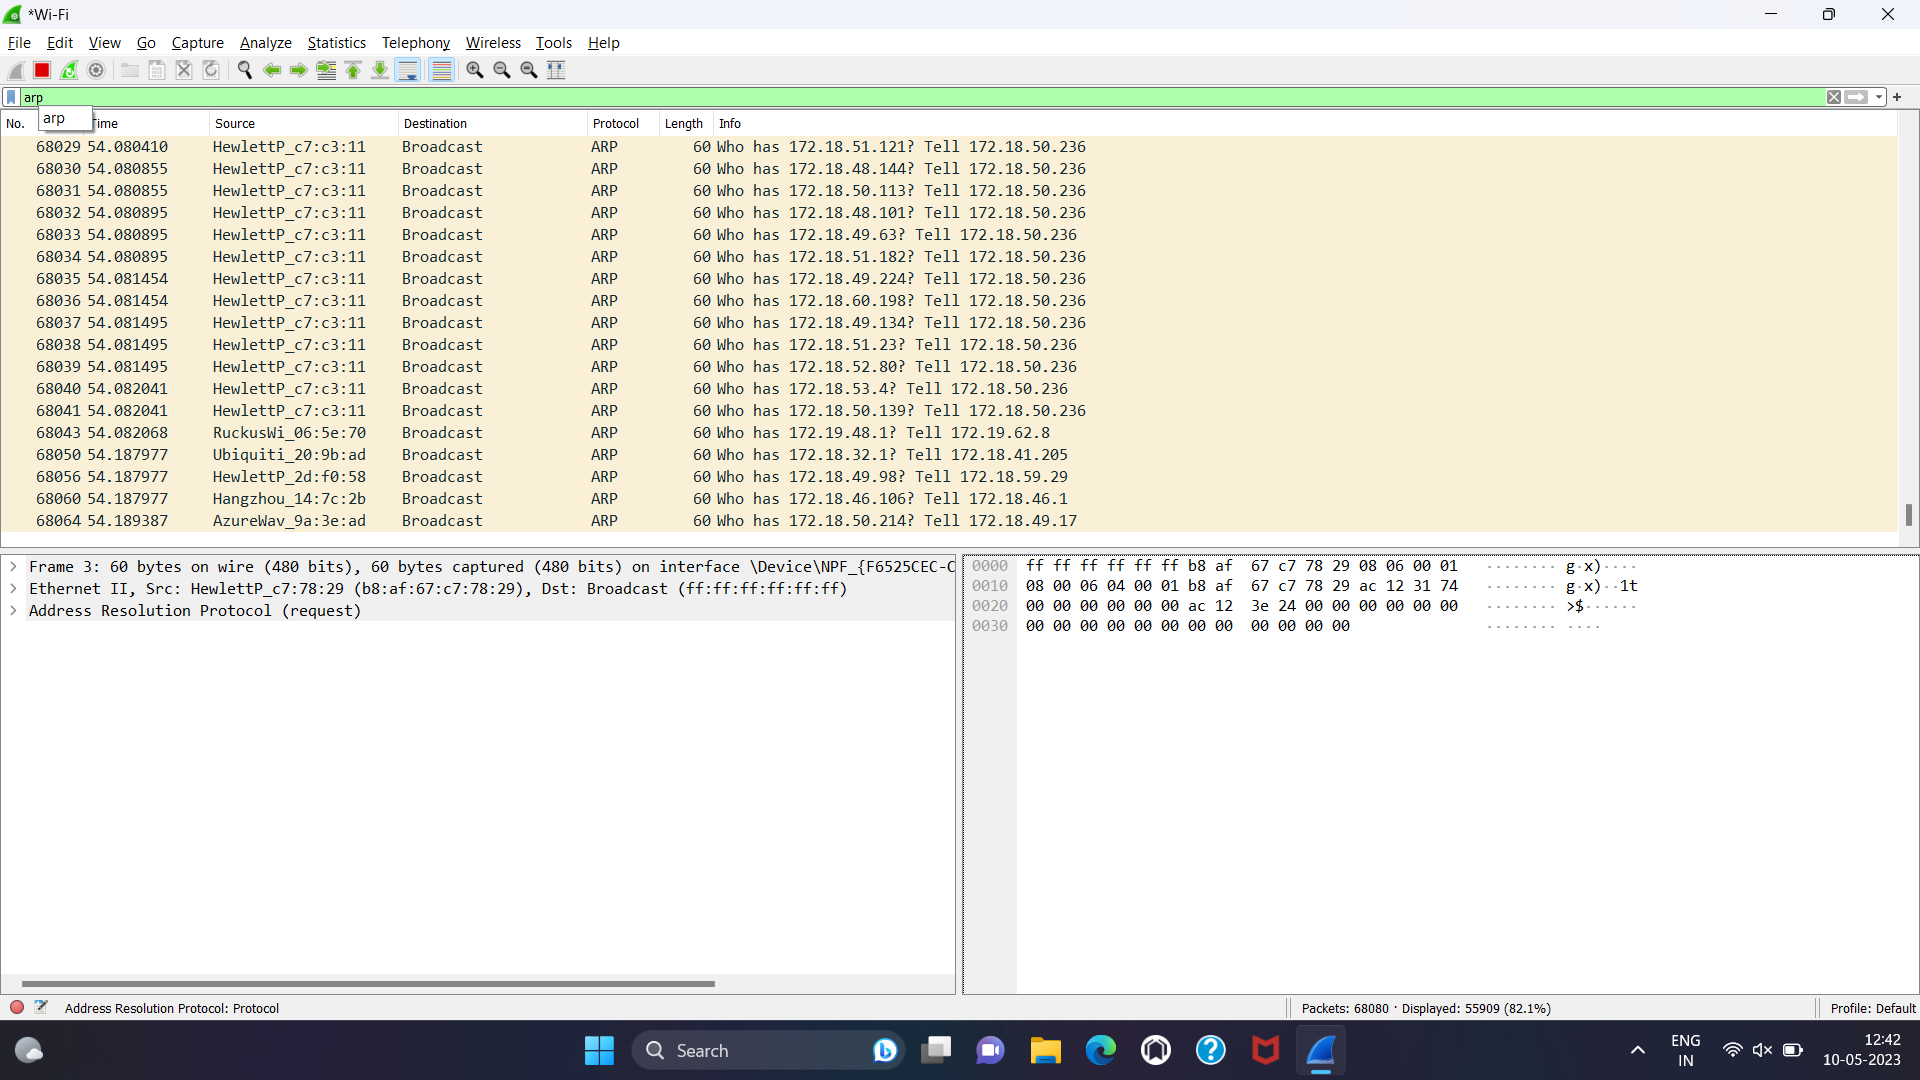 *Wi-Fi
File Edit View Go Capture Analyze Statistics Telephony Wireless Tools Help
arp
arp
No. Time Source Destination Protocol Length Info
68029 54.080410 HewlettP_c7:c3:11 Broadcast ARP 60 Who has 172.18.51.121? Tell 172.18.50.236
68030 54.080855 HewlettP_c7:c3:11 Broadcast ARP 60 Who has 172.18.48.144? Tell 172.18.50.236
68031 54.080855 HewlettP_c7:c3:11 Broadcast ARP 60 Who has 172.18.50.113? Tell 172.18.50.236
68032 54.080895 HewlettP_c7:c3:11 Broadcast ARP 60 Who has 172.18.48.101? Tell 172.18.50.236
68033 54.080895 HewlettP_c7:c3:11 Broadcast ARP 60 Who has 172.18.49.63? Tell 172.18.50.236
68034 54.080895 HewlettP_c7:c3:11 Broadcast ARP 60 Who has 172.18.51.182? Tell 172.18.50.236
68035 54.081454 HewlettP_c7:c3:11 Broadcast ARP 60 Who has 172.18.49.224? Tell 172.18.50.236
68036 54.081454 HewlettP_c7:c3:11 Broadcast ARP 60 Who has 172.18.60.198? Tell 172.18.50.236
68037 54.081495 HewlettP_c7:c3:11 Broadcast ARP 60 Who has 172.18.49.134? Tell 172.18.50.236
68038 54.081495 HewlettP_c7:c3:11 Broadcast ARP 60 Who has 172.18.51.23? Tell 172.18.50.236
68039 54.081495 HewlettP_c7:c3:11 Broadcast ARP 60 Who has 172.18.52.80? Tell 172.18.50.236
68040 54.082041 HewlettP_c7:c3:11 Broadcast ARP 60 Who has 172.18.53.4? Tell 172.18.50.236
68041 54.082041 HewlettP_c7:c3:11 Broadcast ARP 60 Who has 172.18.50.139? Tell 172.18.50.236
68043 54.082068 RuckusWi_06:5e:70 Broadcast ARP 60 Who has 172.19.48.1? Tell 172.19.62.8
68050 54.187977 Ubiquiti_20:9b:ad Broadcast ARP 60 Who has 172.18.32.1? Tell 172.18.41.205
68056 54.187977 HewlettP_2d:f0:58 Broadcast ARP 60 Who has 172.18.49.98? Tell 172.18.59.29
68060 54.187977 Hangzhou_14:7c:2b Broadcast ARP 60 Who has 172.18.46.106? Tell 172.18.46.1
68064 54.189387 AzureWav_9a:3e:ad Broadcast ARP 60 Who has 172.18.50.214? Tell 172.18.49.17
Frame 3: 60 bytes on wire (480 bits), 60 bytes captured (480 bits) on interface \Device\NPF_{F6525CEC-C
Ethernet II, Src: HewlettP_c7:78:29 (b8:af:67:c7:78:29), Dst: Broadcast (ff:ff:ff:ff:ff:ff)
Address Resolution Protocol (request)
0000 ff ff ff ff ff ff b8 af 67 c7 78 29 08 06 00 01 ········ g·x)····
0010 08 00 06 04 00 01 b8 af 67 c7 78 29 ac 12 31 74 ········ g·x)··1t
0020 00 00 00 00 00 00 ac 12 3e 24 00 00 00 00 00 00 ········ >$······
0030 00 00 00 00 00 00 00 00 00 00 00 00 ········ ····
Address Resolution Protocol: Protocol
Packets: 68080 · Displayed: 55909 (82.1%)
Profile: Default
Search
ENG
IN
12:42
10-05-2023